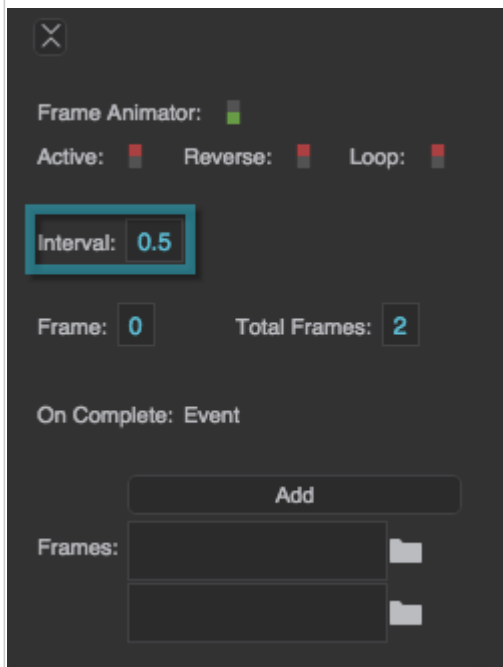 Frame Animator:
Active: Reverse: Loop:
Interval: 0.5
Frame: 0 Total Frames: 2
On Complete: Event
Add
Frames: